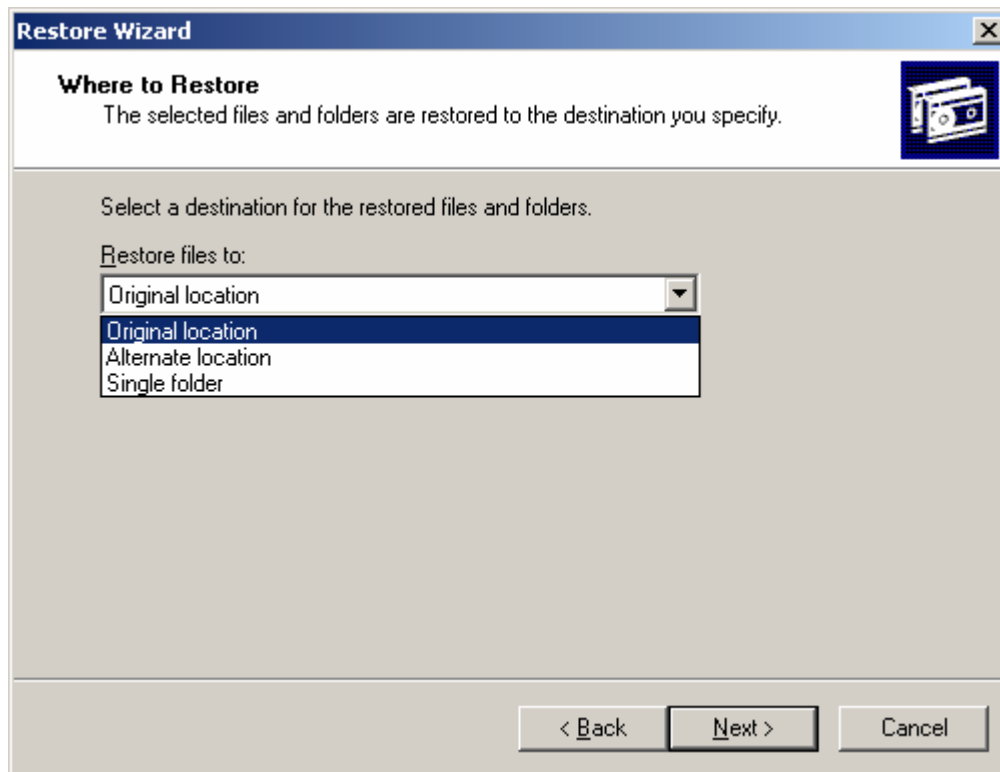 Restore Wizard
Where to Restore
The selected files and folders are restored to the destination you specify.
Select a destination for the restored files and folders.
Restore files to:
Original location
Original location
Alternate location
Single folder
< Back Next > Cancel